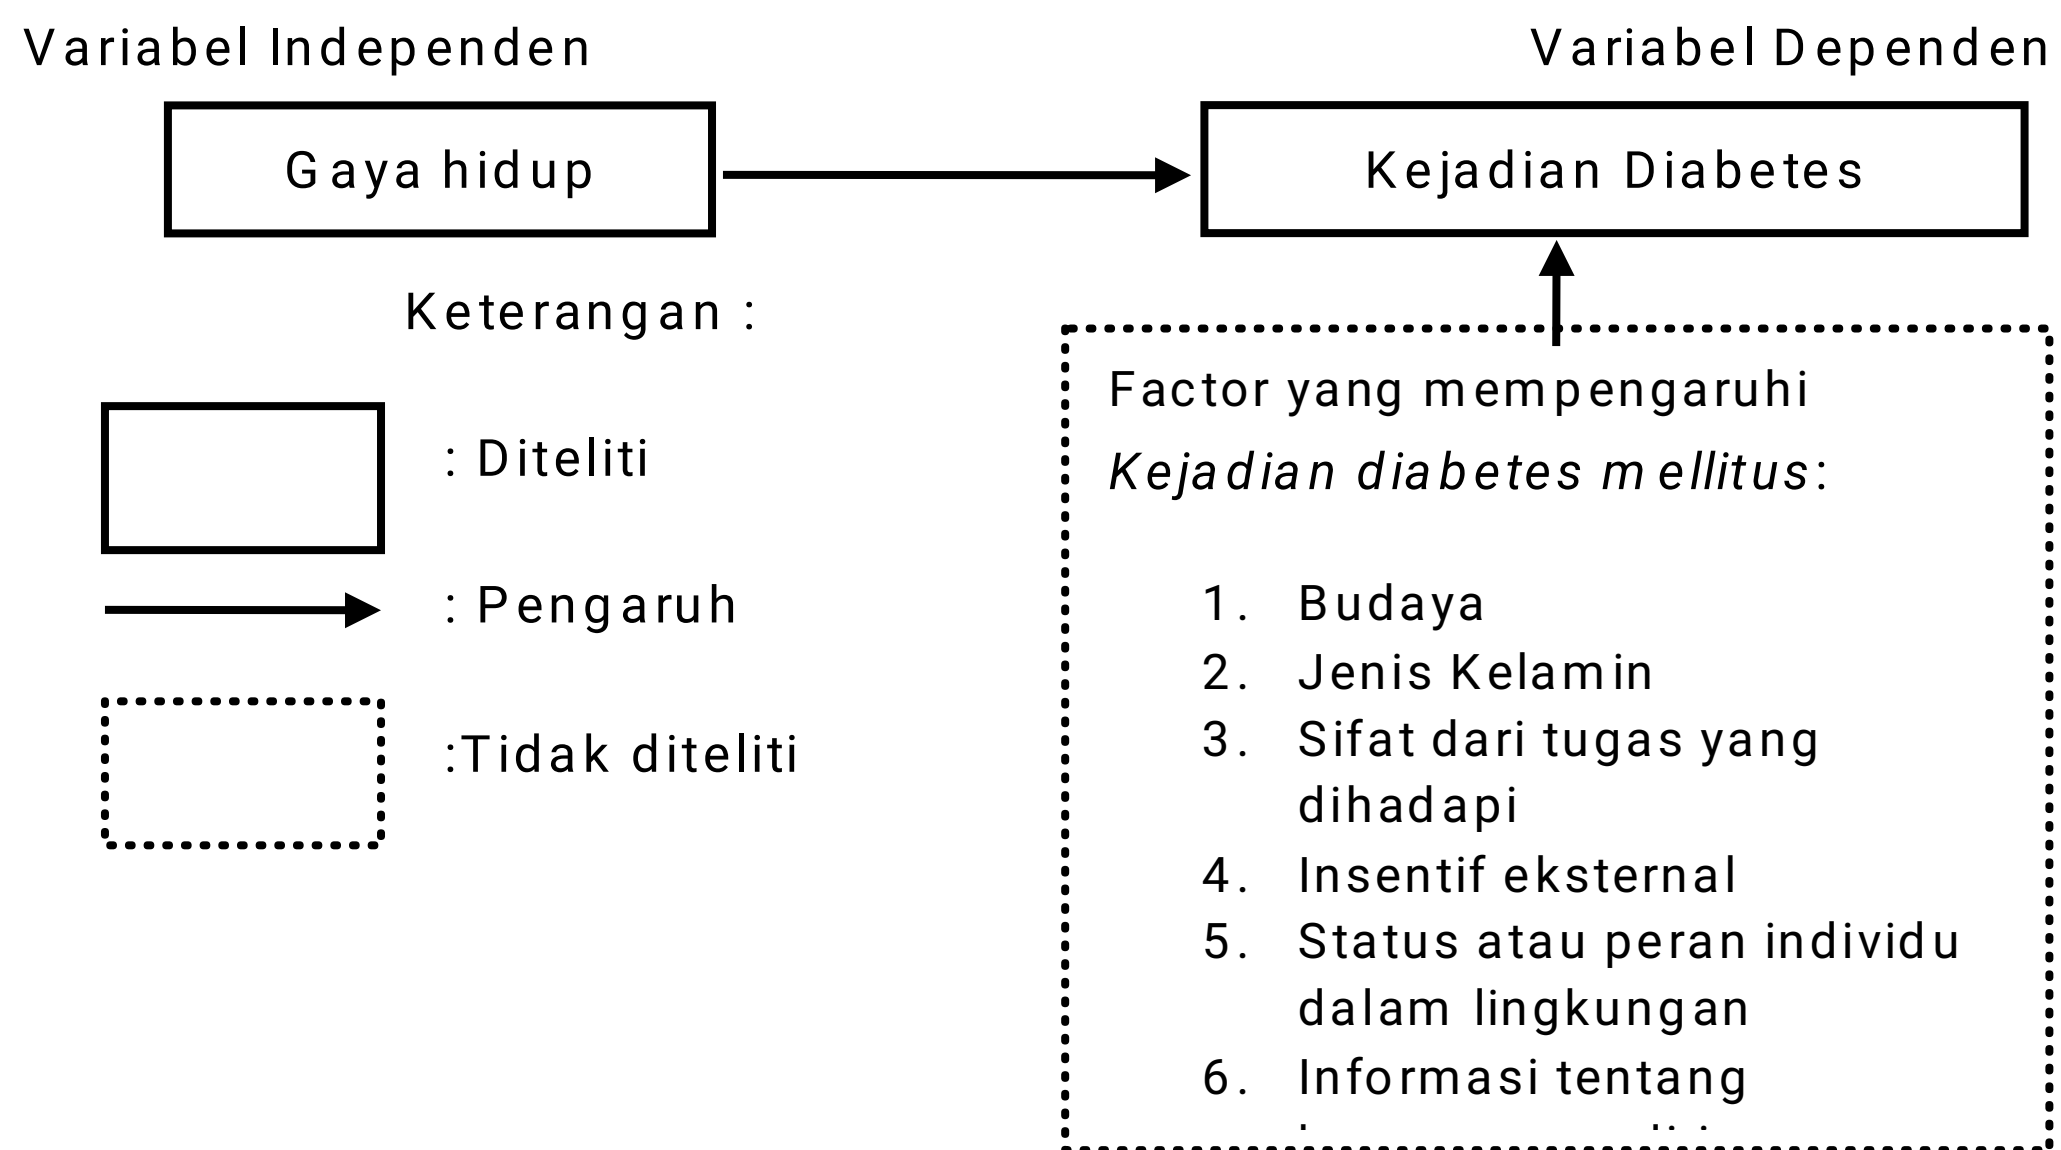 Variabel Independen
Variabel Dependen
Gaya hidup
Kejadian Diabetes
Keterangan :
: Diteliti
: Pengaruh
:Tidak diteliti
Factor yang mempengaruhi
Kejadian diabetes mellitus:
1. Budaya
2. Jenis Kelamin
3. Sifat dari tugas yang
dihadapi
4. Insentif eksternal
5. Status atau peran individu
dalam lingkungan
6. Informasi tentang